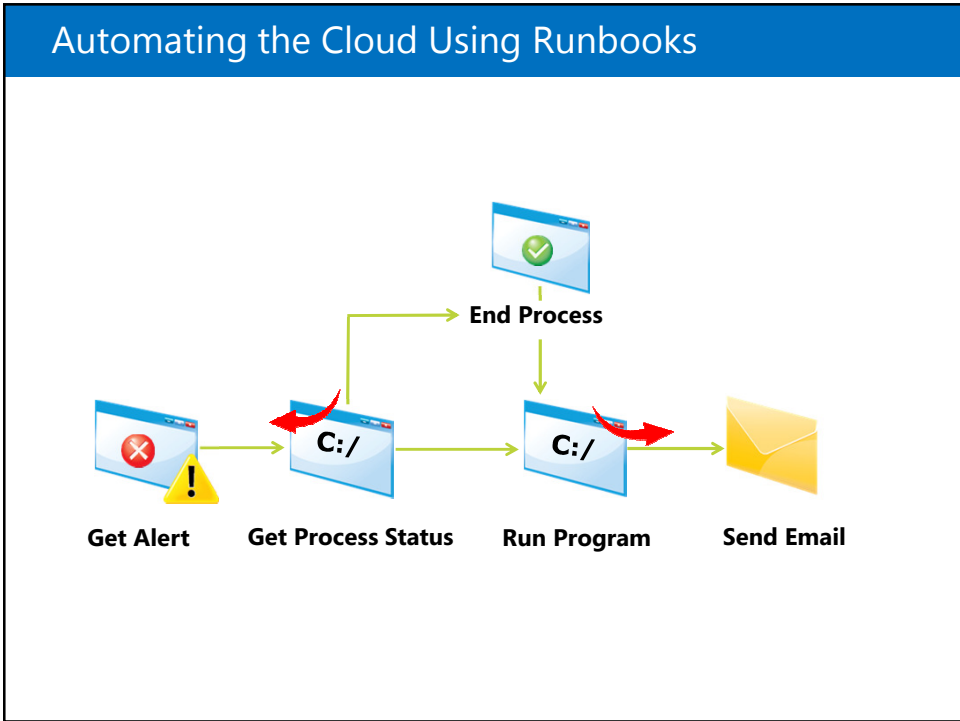 Automating the Cloud Using Runbooks
End Process
C:/
C:/
!
Get Alert
Get Process Status
Run Program
Send Email